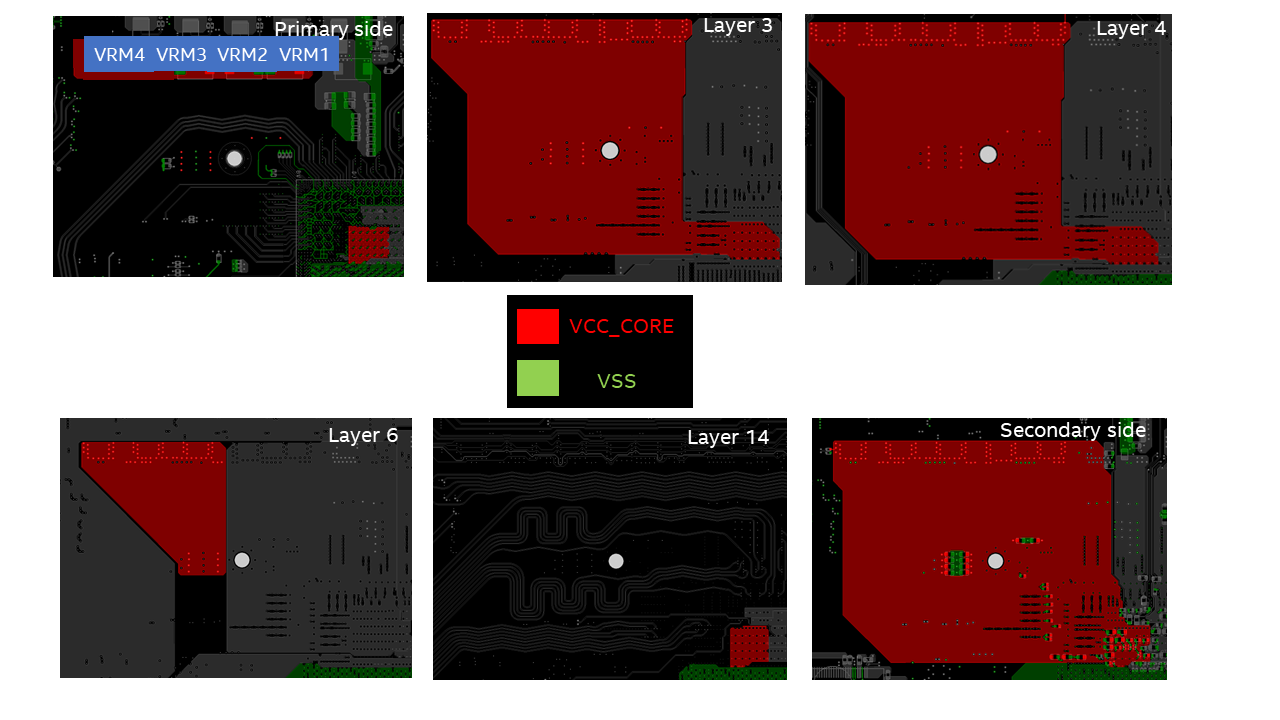 Primary side
VRM4 VRM3 VRM2 VRM1
Layer 3
Layer 4
VCC_CORE
VSS
Layer 6
Layer 14
Secondary side